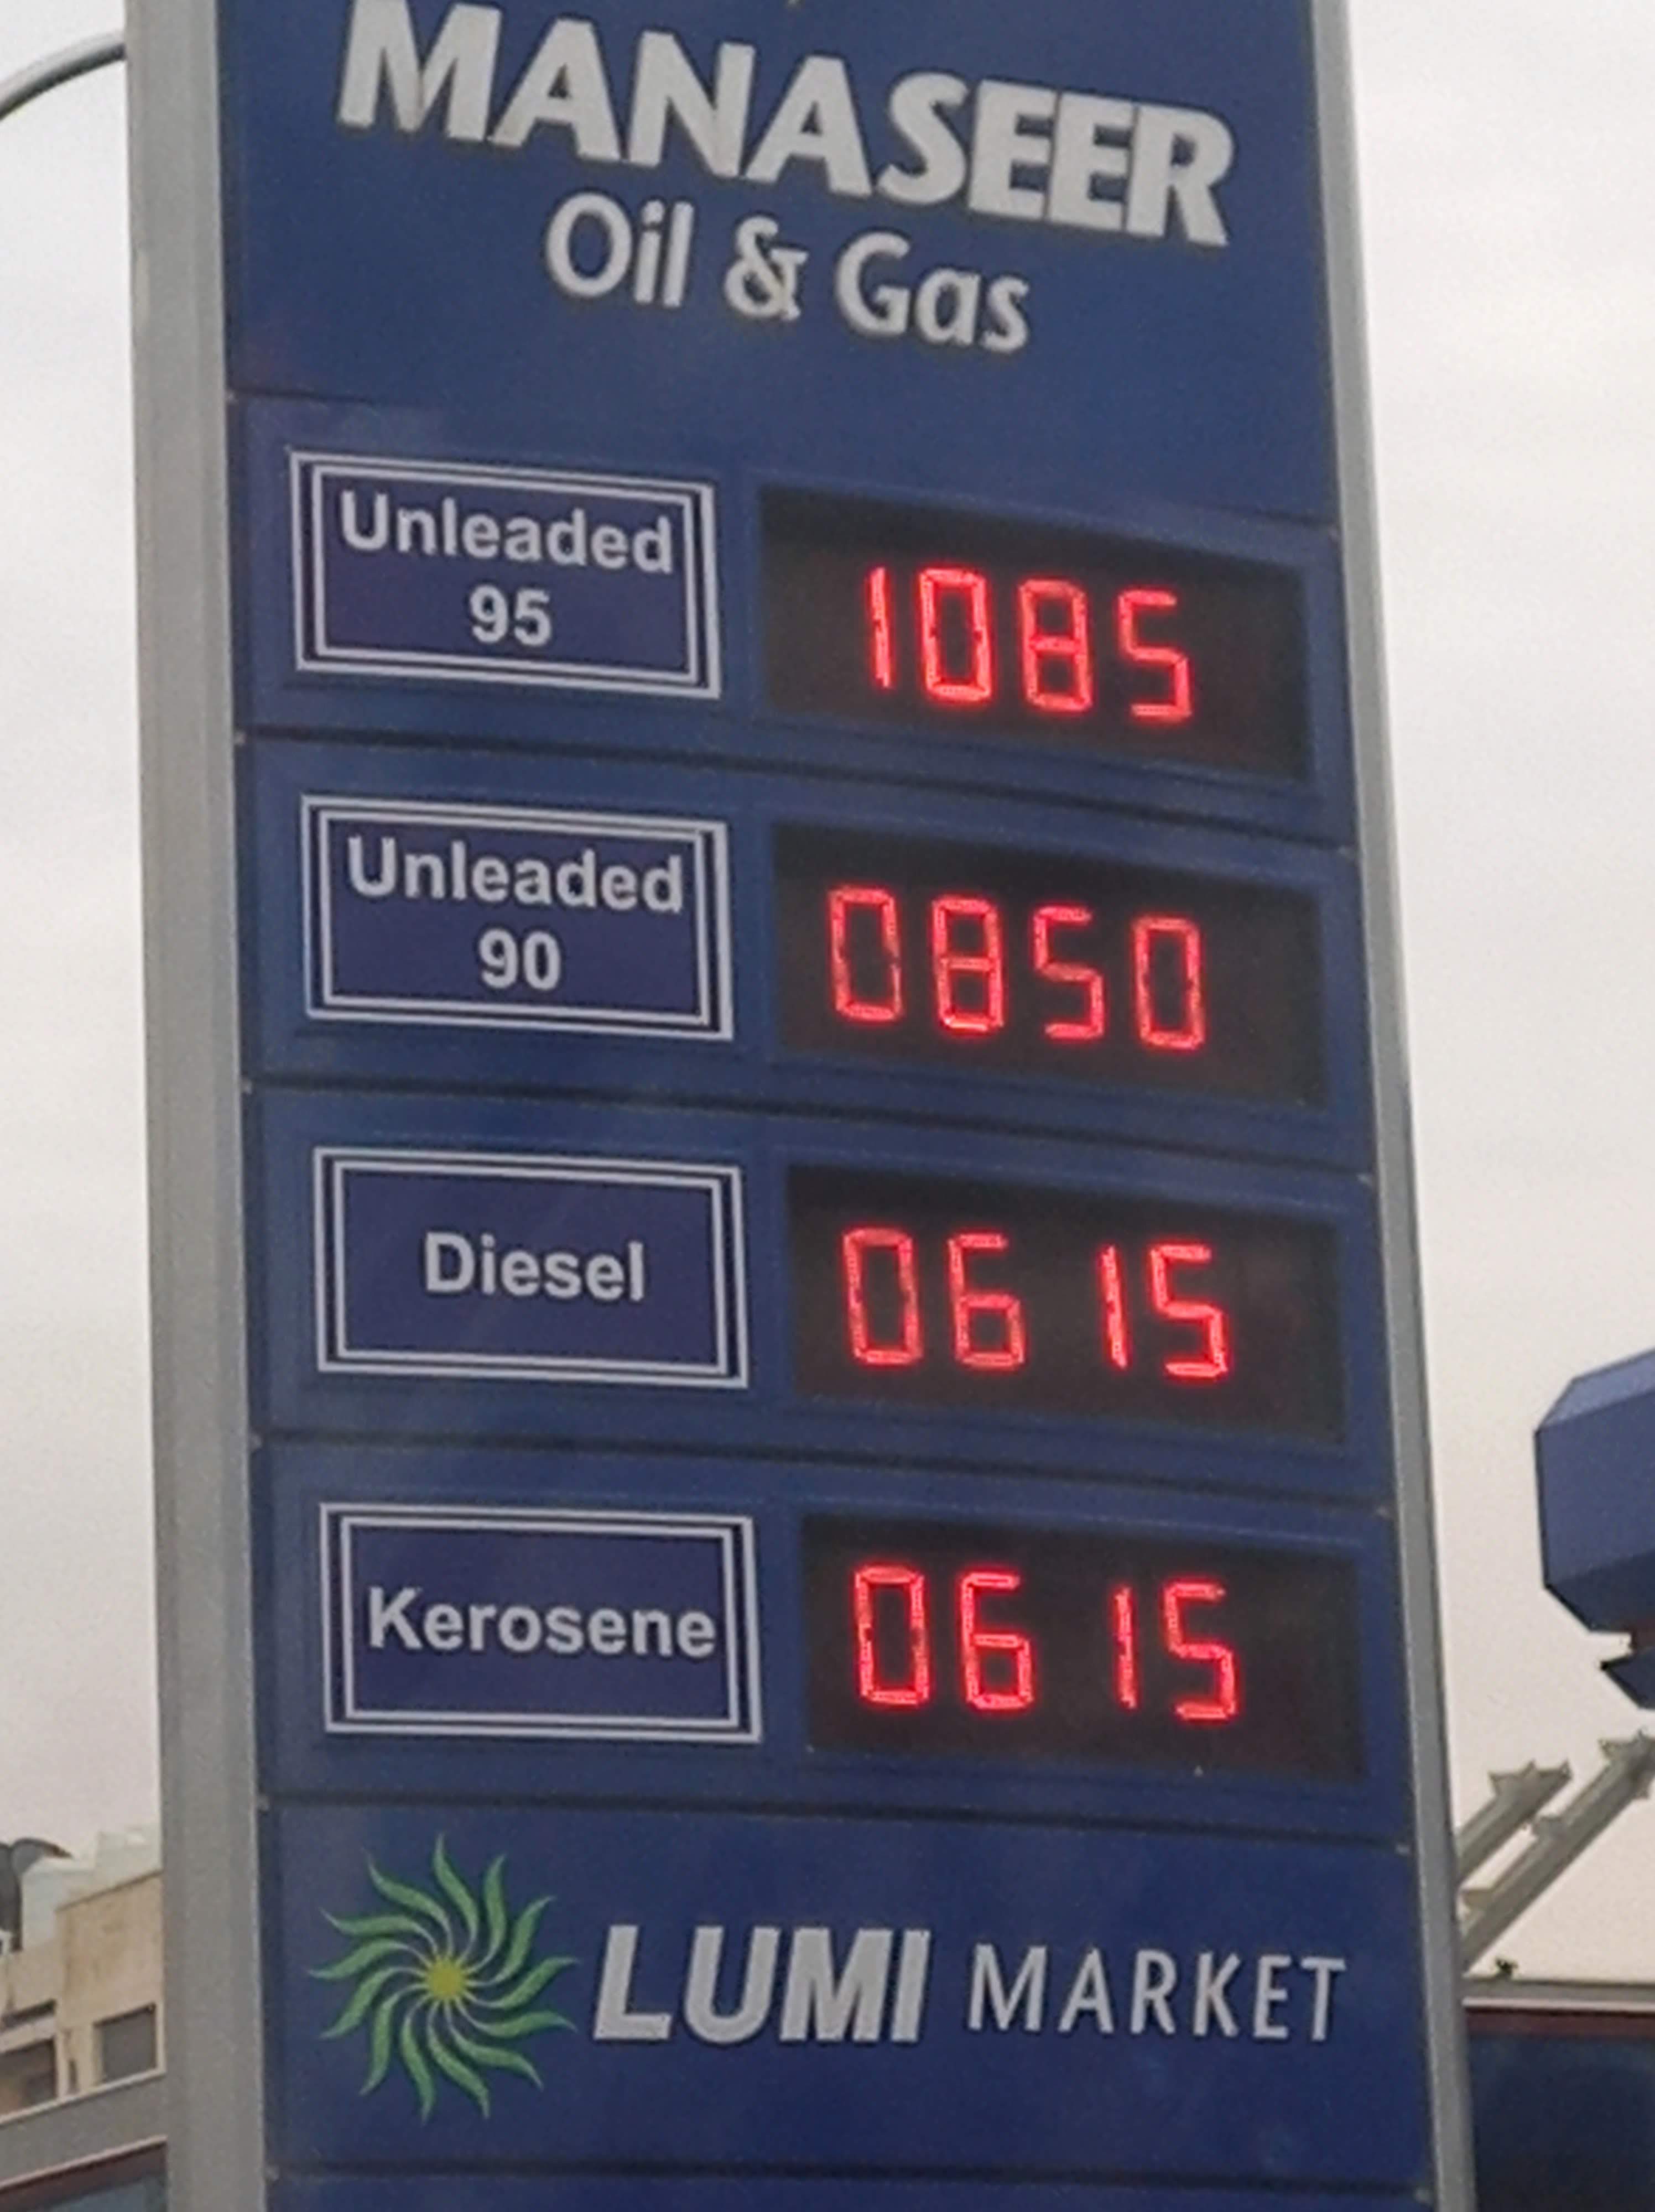 MANASEER
Oil & Gas
Unleaded
95
1085
Unleaded
90
0850
Diesel
0615
Kerosene
0615
LUMI MARKET